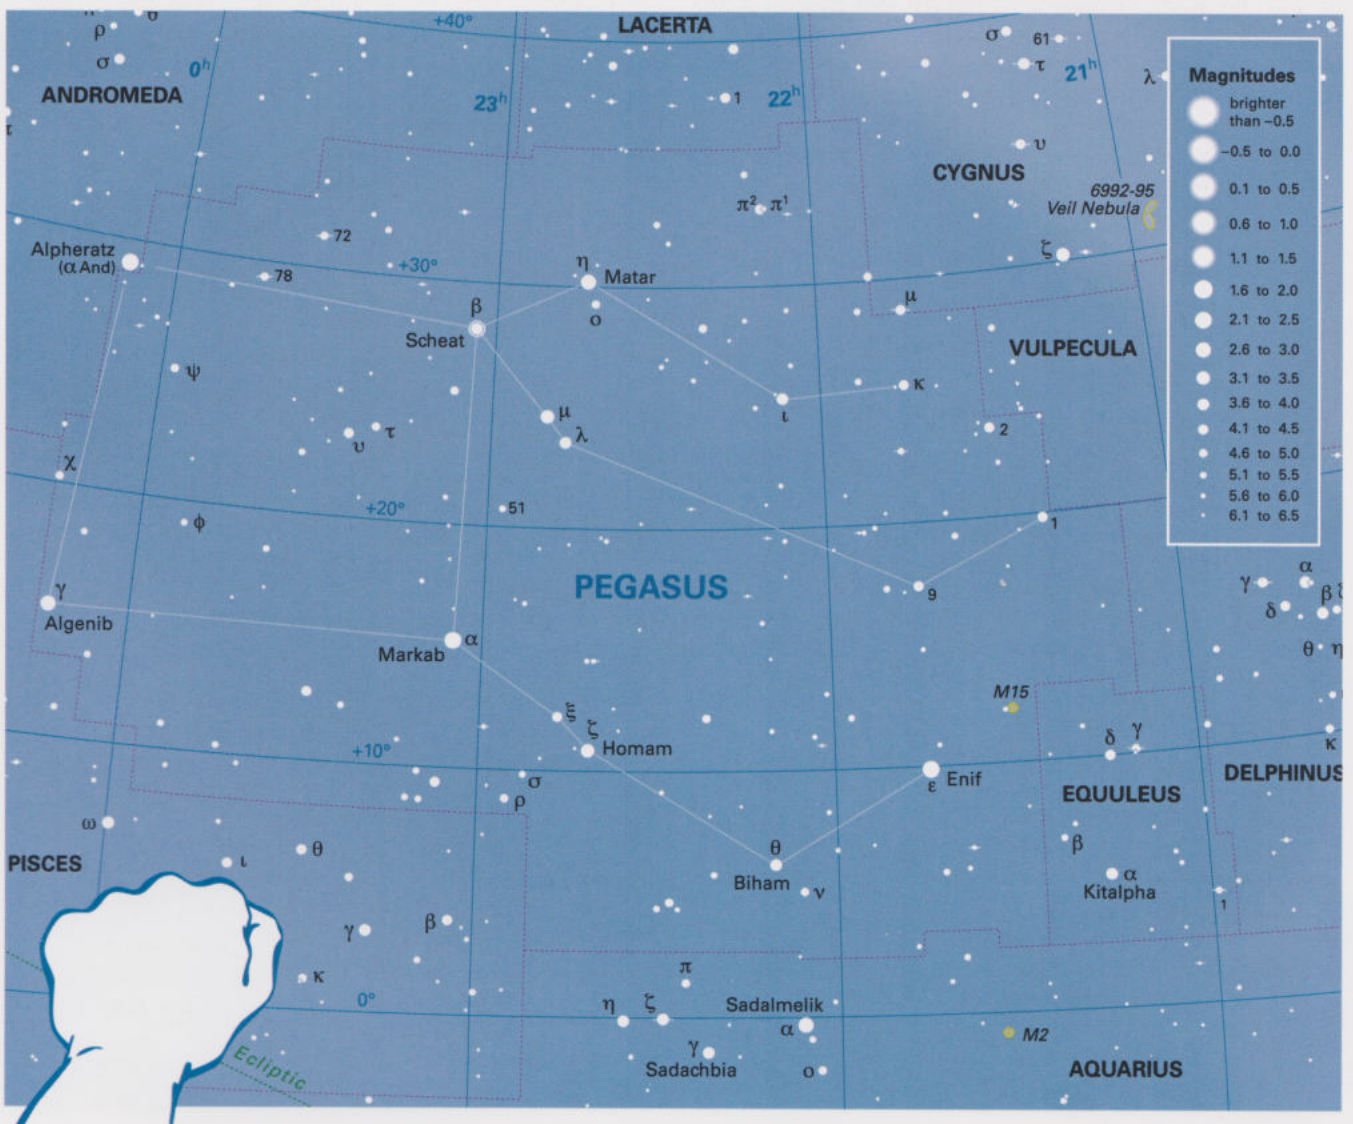 +40°
LACERTA
ρ
σ
σ
61
τ
0ʰ
21ʰ
λ
ANDROMEDA
23ʰ
1
22ʰ
τ
υ
CYGNUS
6992-95
Veil Nebula
π² π¹
72
Alpheratz
(α And)
+30°
78
η
Matar
ζ
β
ο
μ
Scheat
VULPECULA
ψ
κ
ι
μ
λ
υ
τ
2
χ
+20°
51
φ
1
PEGASUS
9
γ
Algenib
α
Markab
M15
ξ
ζ
Homam
δ
γ
+10°
σ
ρ
Enif
ε
EQUULEUS
DELPHINUS
γ
α
β
δ
θ
η
κ
ω
PISCES
θ
ι
θ
Biham
ν
β
α
Kitalpha
1
γ
β
κ
0°
π
η
ζ
Sadalmelik
α
γ
Sadachbia
ο
M2
AQUARIUS
Ecliptic
Magnitudes
brighter
than −0.5
−0.5 to 0.0
0.1 to 0.5
0.6 to 1.0
1.1 to 1.5
1.6 to 2.0
2.1 to 2.5
2.6 to 3.0
3.1 to 3.5
3.6 to 4.0
4.1 to 4.5
4.6 to 5.0
5.1 to 5.5
5.6 to 6.0
6.1 to 6.5